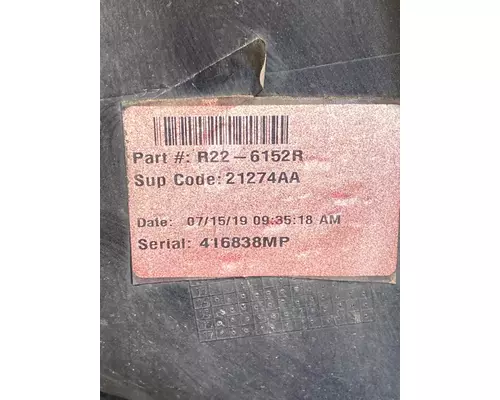 Part #: R22-6152R
Sup Code: 21274AA
Date: 07/15/19 09:35:18 AM
Serial: 416838MP